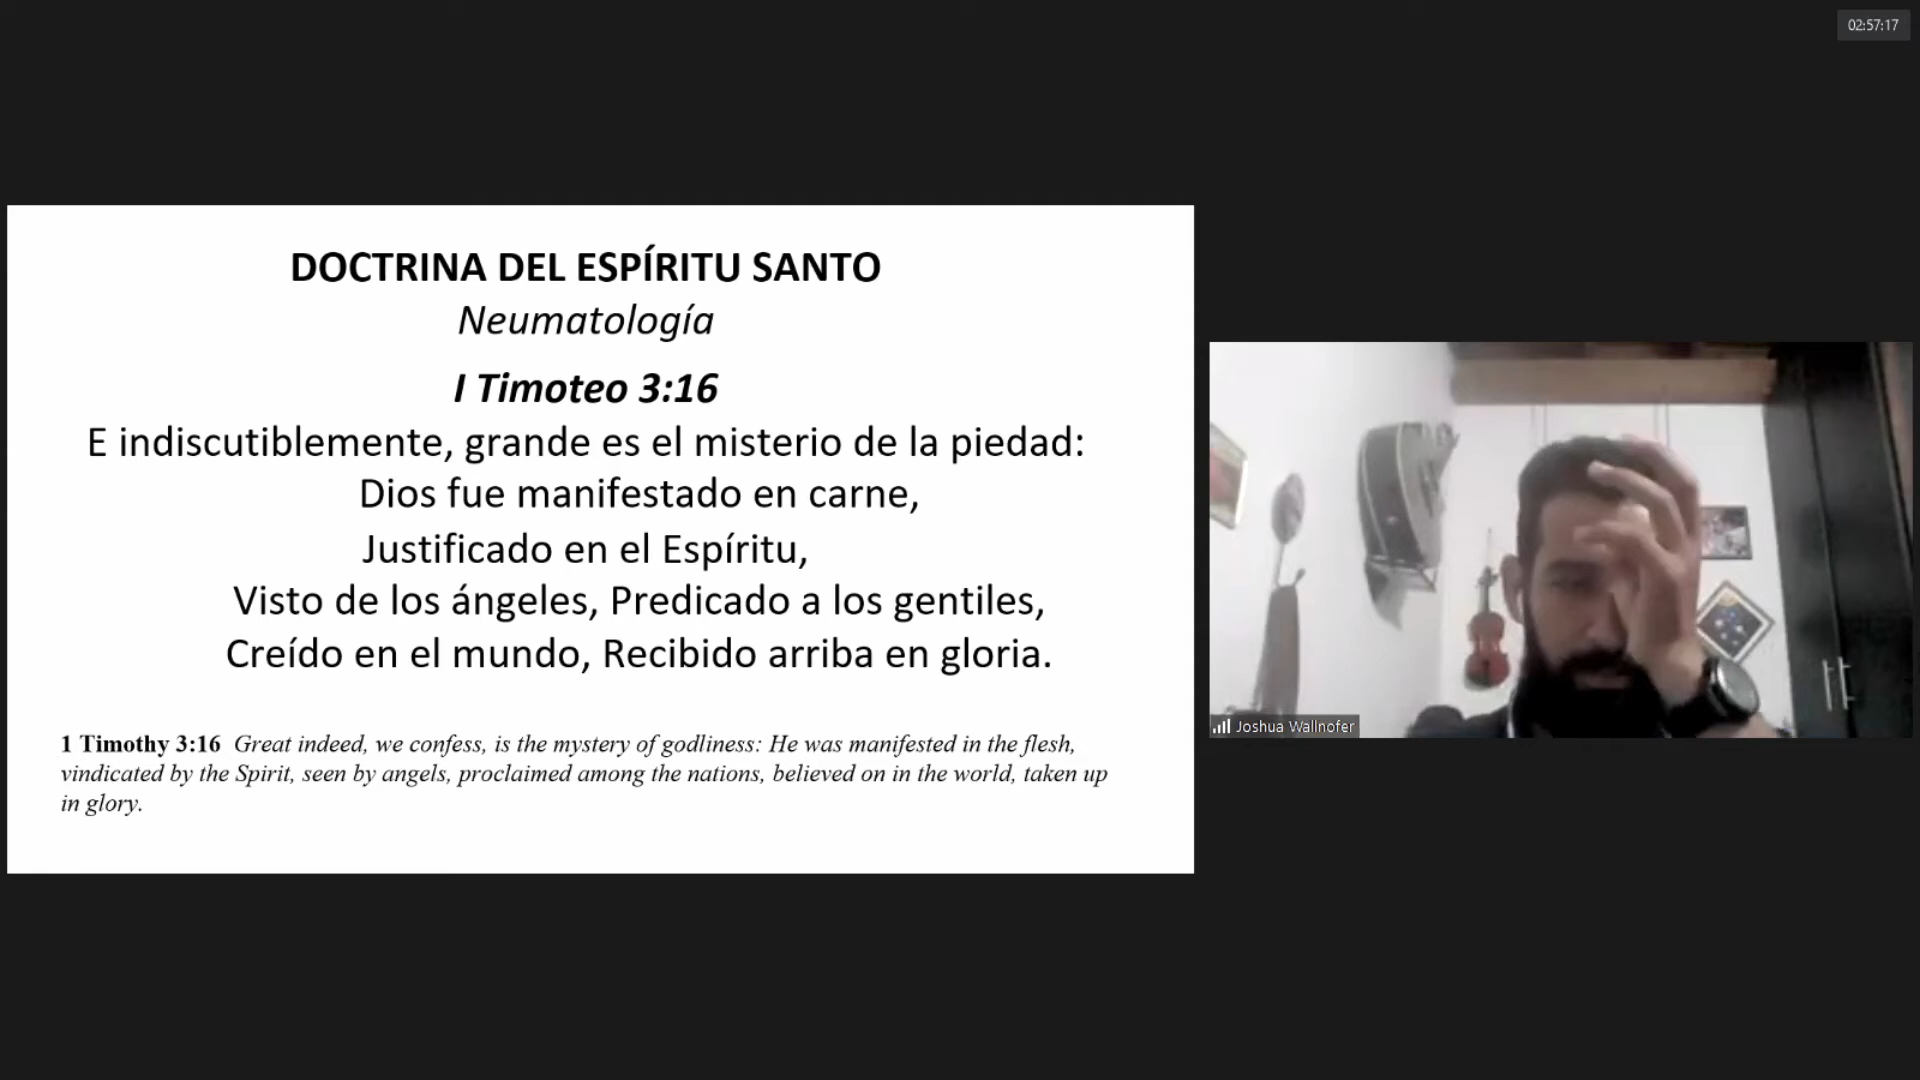 02:57:17
DOCTRINA DEL ESPÍRITU SANTO
Neumatología
I Timoteo 3:16
E indiscutiblemente, grande es el misterio de la piedad:
Dios fue manifestado en carne,
Justificado en el Espíritu,
Visto de los ángeles, Predicado a los gentiles,
Creído en el mundo, Recibido arriba en gloria.
1 Timothy 3:16 Great indeed, we confess, is the mystery of godliness: He was manifested in the flesh,
vindicated by the Spirit, seen by angels, proclaimed among the nations, believed on in the world, taken up
in glory.
Joshua Wallnofer